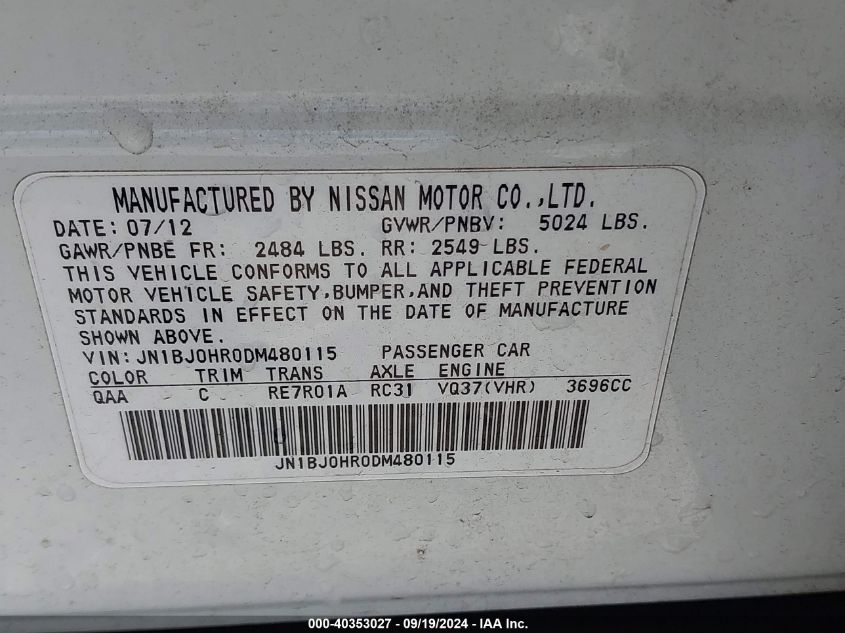 MANUFACTURED BY NISSAN MOTOR CO.,LTD.
DATE: 07/12 GVWR/PNBV: 5024 LBS.
GAWR/PNBE FR: 2484 LBS. RR: 2549 LBS.
THIS VEHICLE CONFORMS TO ALL APPLICABLE FEDERAL
MOTOR VEHICLE SAFETY,BUMPER,AND THEFT PREVENTION
STANDARDS IN EFFECT ON THE DATE OF MANUFACTURE
SHOWN ABOVE.
VIN: JN1BJ0HR0DM480115 PASSENGER CAR
COLOR TRIM TRANS AXLE ENGINE
QAA C RE7R01A RC31 VQ37(VHR) 3696CC
JN1BJ0HR0DM480115
000-40353027 - 09/19/2024 - IAA Inc.